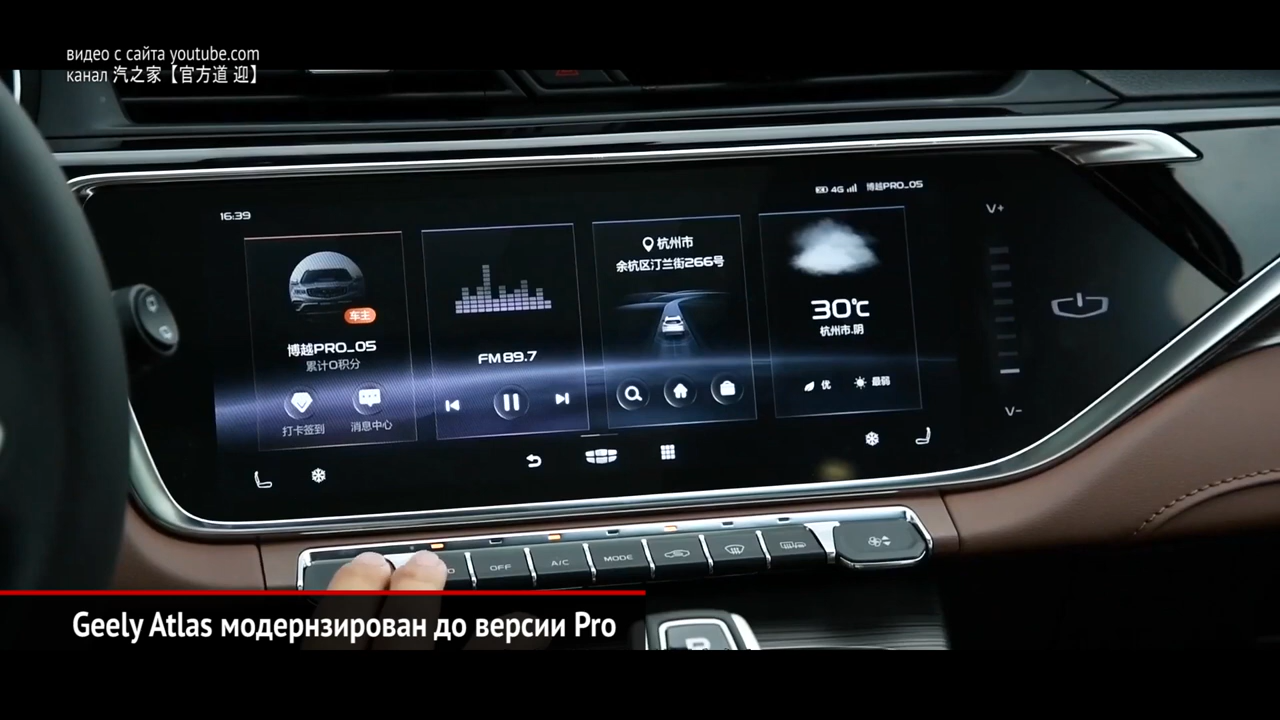 видео с сайта youtube.com
канал 汽之家【官方道 迎】
16:39
4G 博越PRO_05
车主
博越PRO_05
累计0积分
打卡签到
消息中心
FM 89.7
杭州市
余杭区汀兰街266号
30℃
杭州市.阴
优
最弱
V+
V-
OFF
A/C
MODE
Geely Atlas модернзирован до версии Pro